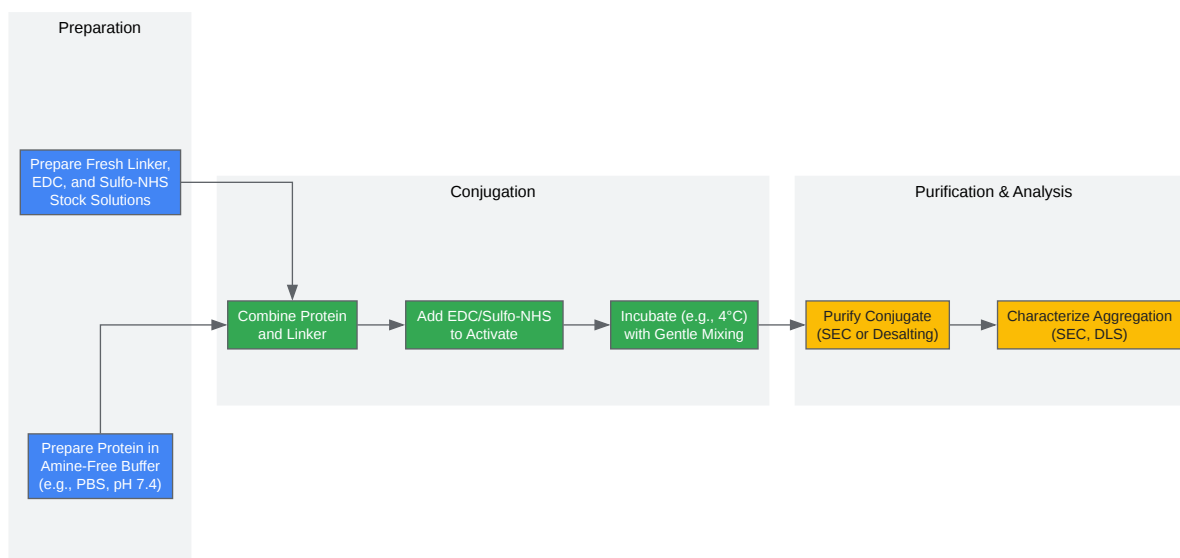 Preparation
Prepare Fresh Linker,
EDC, and Sulfo-NHS
Stock Solutions
Prepare Protein in
Amine-Free Buffer
(e.g., PBS, pH 7.4)
Conjugation
Combine Protein
and Linker
Add EDC/Sulfo-NHS
to Activate
Incubate (e.g., 4°C)
with Gentle Mixing
Purification & Analysis
Purify Conjugate
(SEC or Desalting)
Characterize Aggregation
(SEC, DLS)